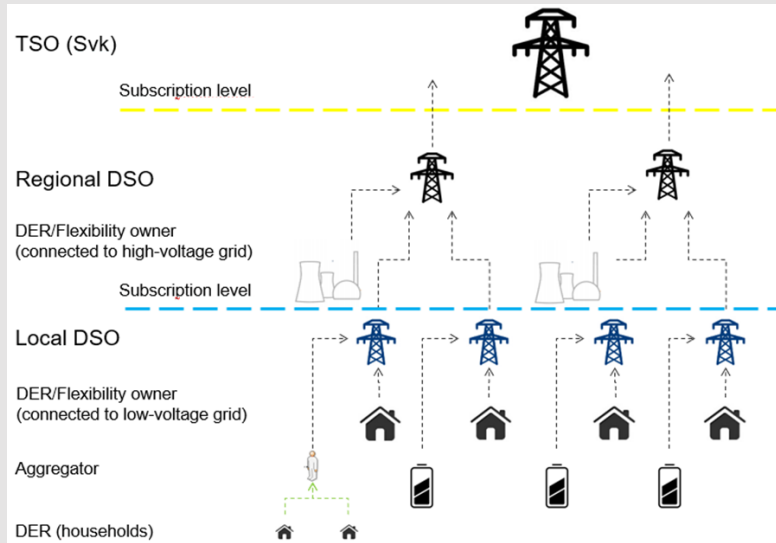 TSO (Svk)
Subscription level
Regional DSO
DER/Flexibility owner
(connected to high-voltage grid)
Subscription level
Local DSO
DER/Flexibility owner
(connected to low-voltage grid)
Aggregator
DER (households)